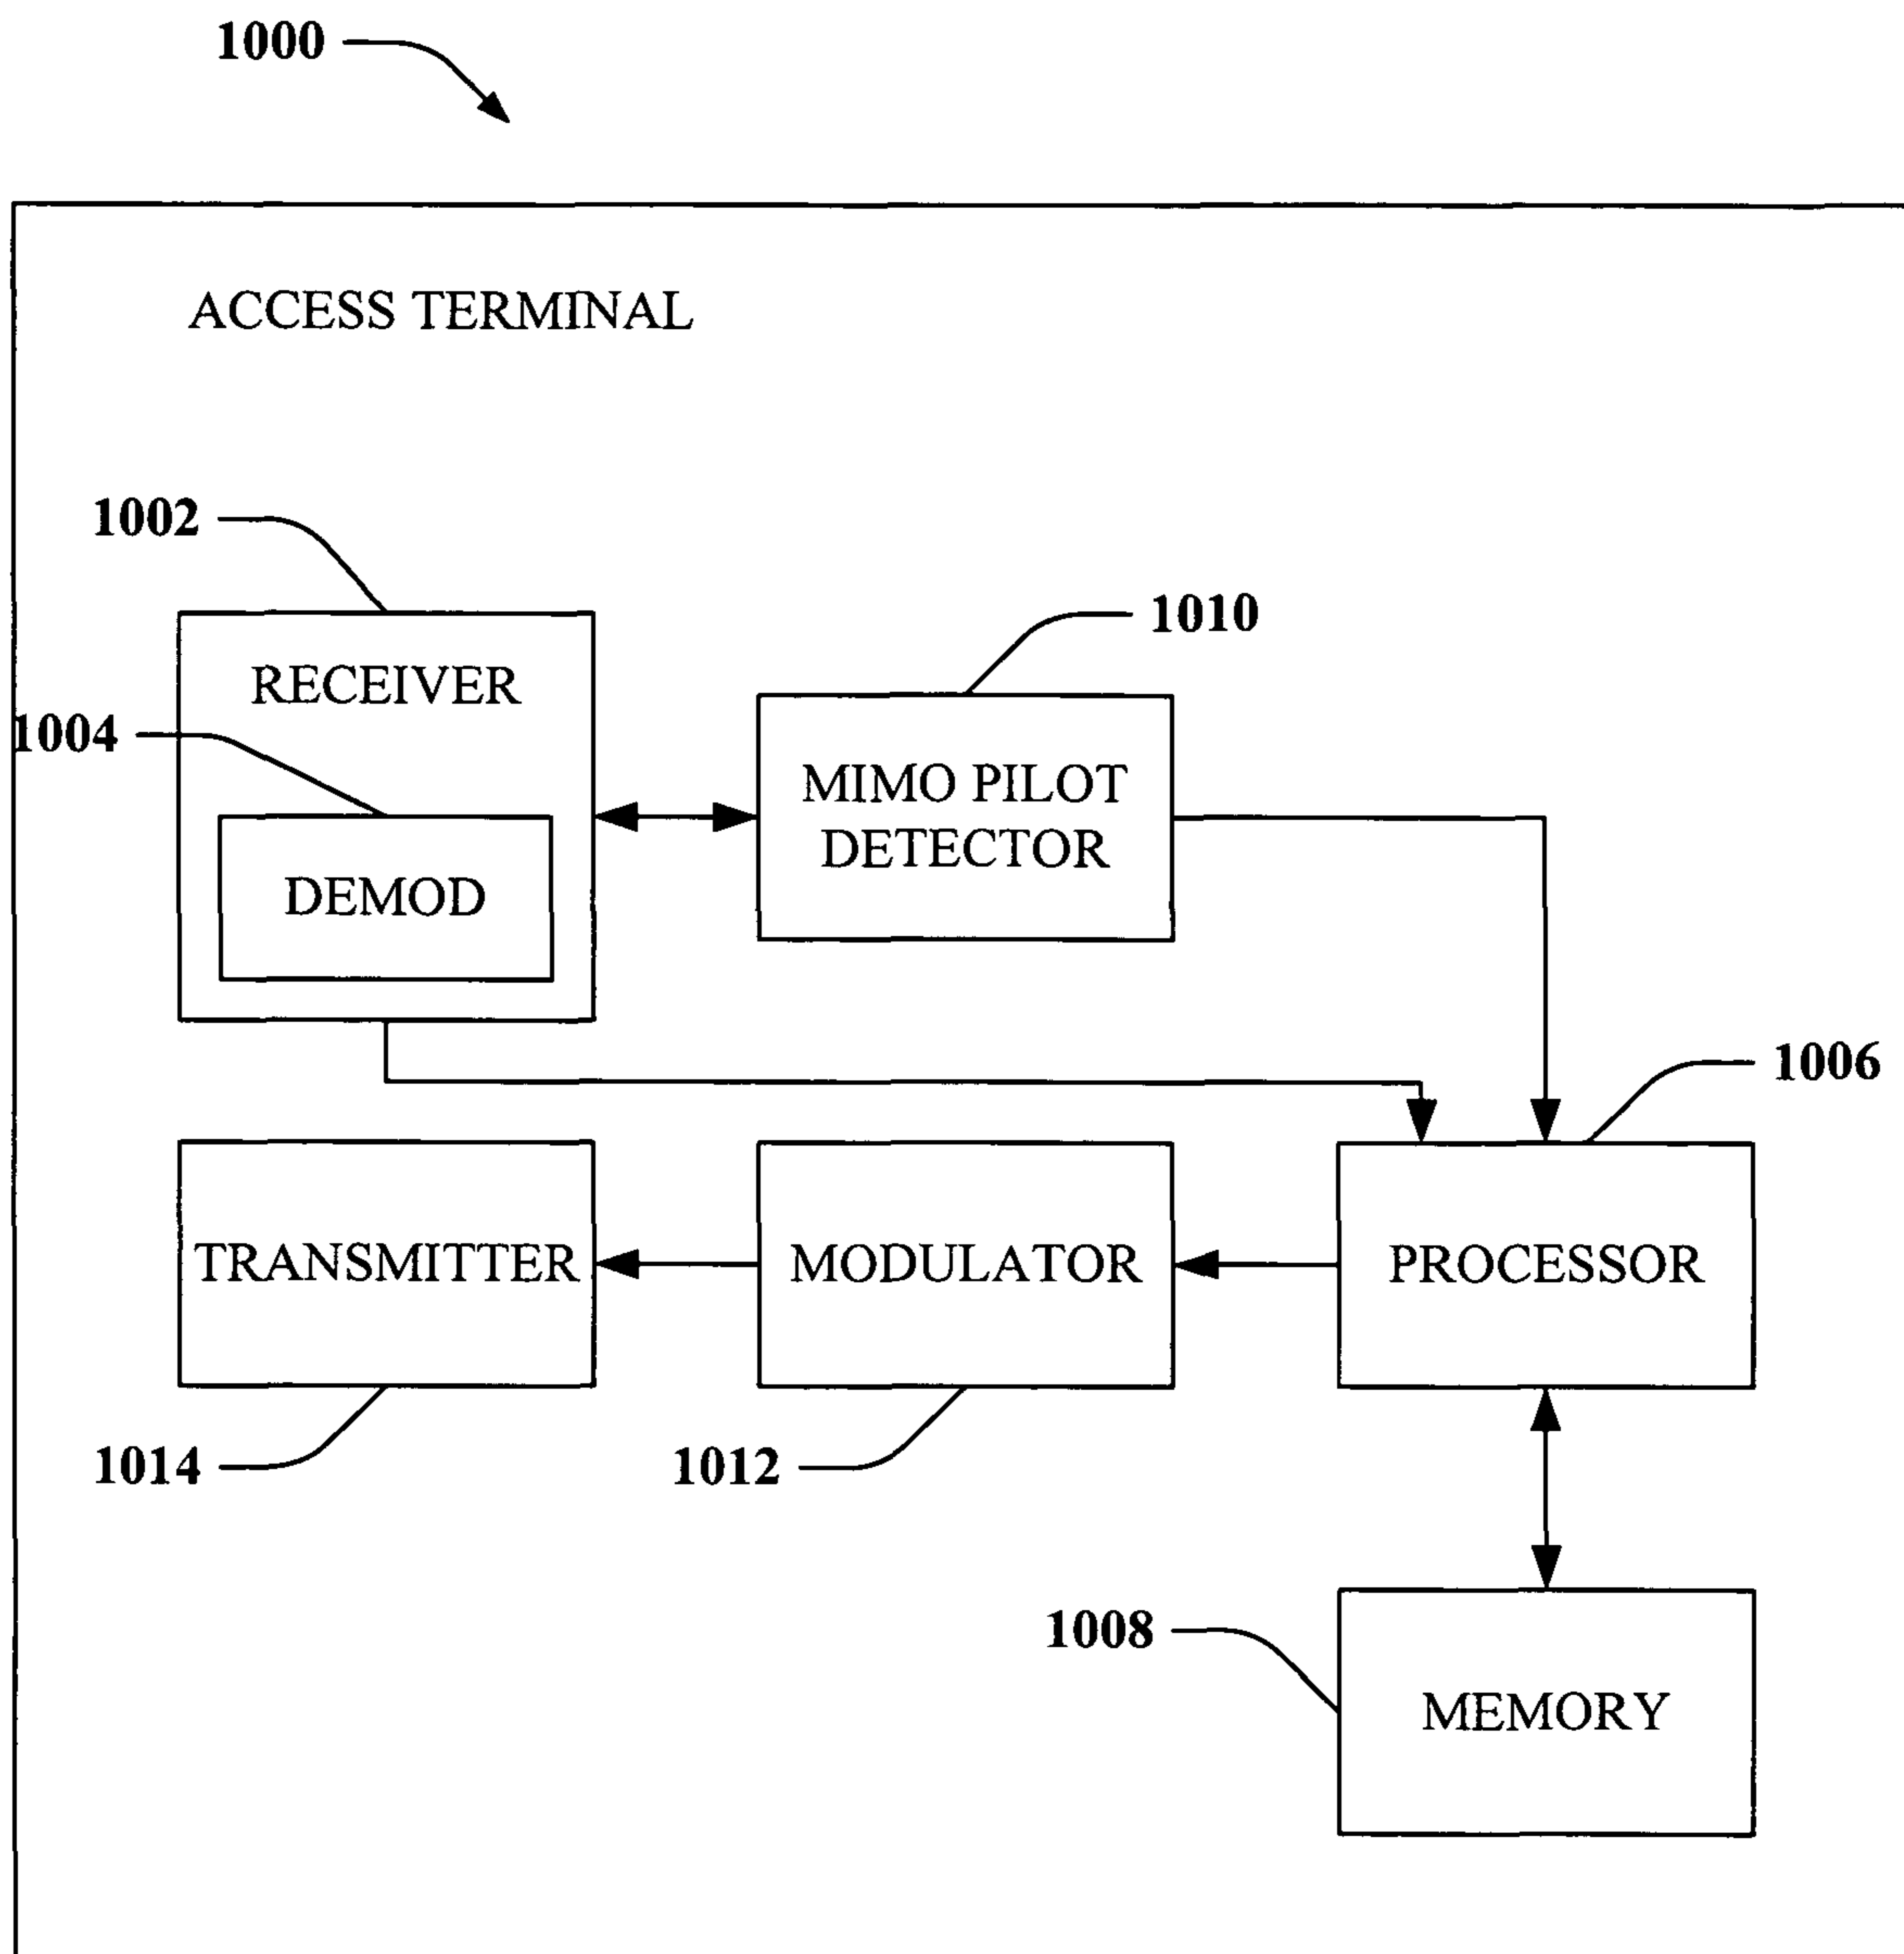 1000
ACCESS TERMINAL
1002
1010
RECEIVER
1004
MIMO PILOT
DETECTOR
DEMOD
1006
TRANSMITTER
MODULATOR
PROCESSOR
1014
1012
1008
MEMORY